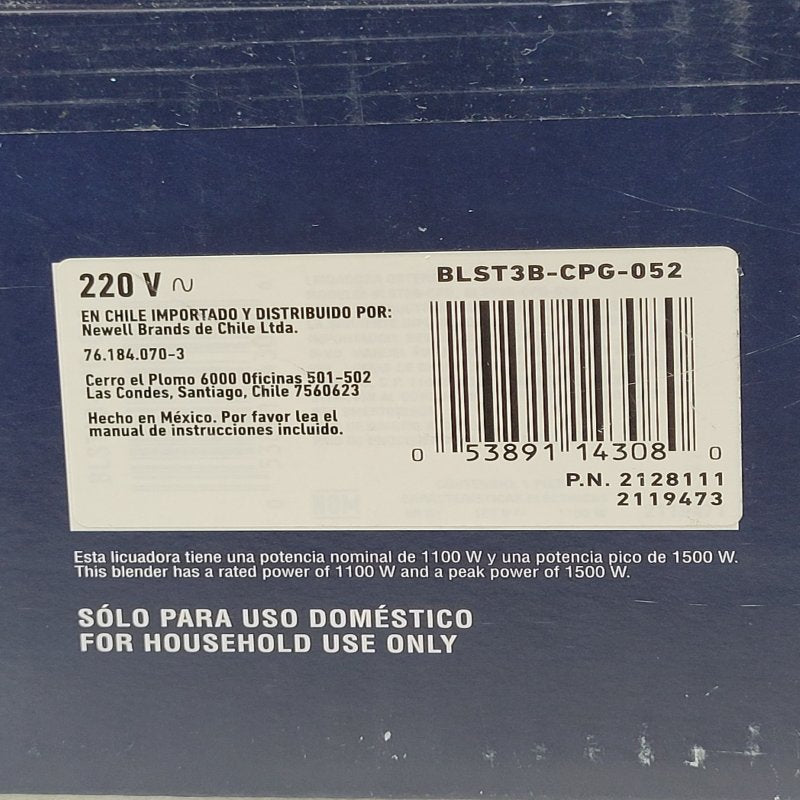 220 V ~
EN CHILE IMPORTADO Y DISTRIBUIDO POR:
Newell Brands de Chile Ltda.
76.184.070-3
Cerro el Plomo 6000 Oficinas 501-502
Las Condes, Santiago, Chile 7560623
Hecho en México. Por favor lea el
manual de instrucciones incluido.
BLST3B-CPG-052
0 53891 14308 0
P.N. 2128111
2119473
Esta licuadora tiene una potencia nominal de 1100 W y una potencia pico de 1500 W.
This blender has a rated power of 1100 W and a peak power of 1500 W.
SÓLO PARA USO DOMÉSTICO
FOR HOUSEHOLD USE ONLY